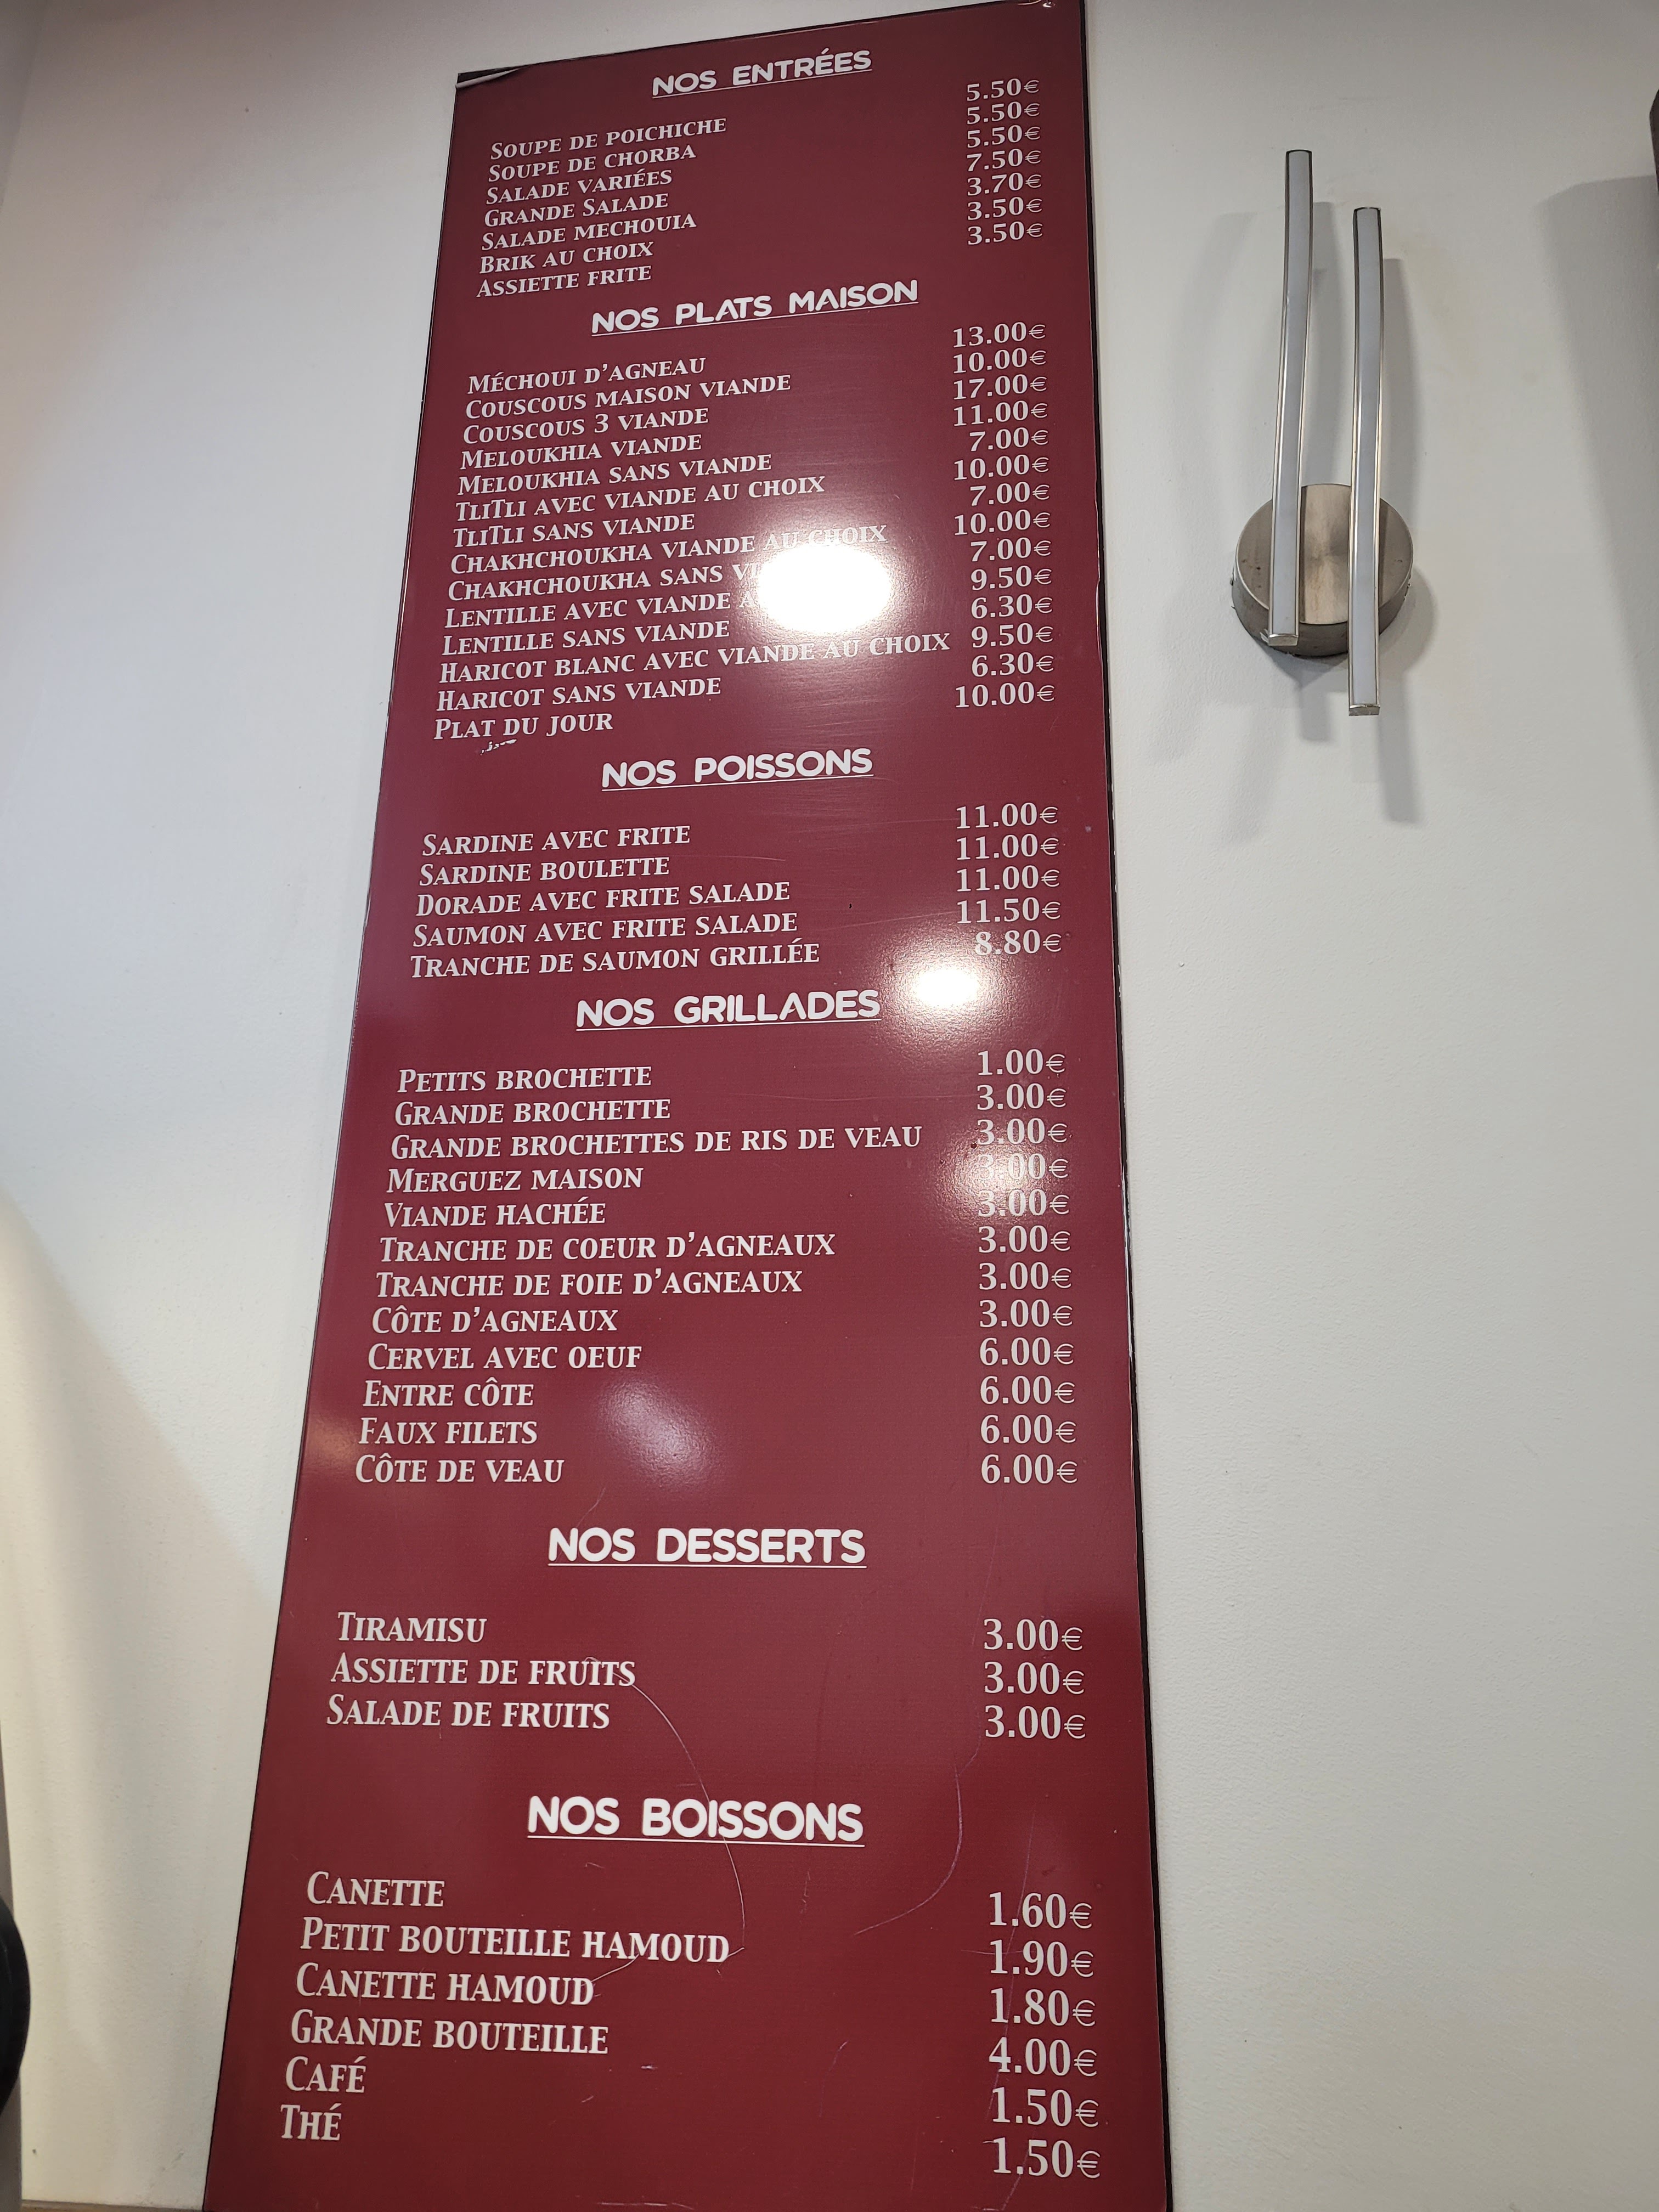 NOS ENTRÉES
SOUPE DE POICHICHE 5.50€
SOUPE DE CHORBA 5.50€
SALADE VARIÉES 5.50€
GRANDE SALADE 7.50€
SALADE MECHOUIA 3.70€
BRIK AU CHOIX 3.50€
ASSIETTE FRITE 3.50€
NOS PLATS MAISON
MÉCHOUI D'AGNEAU 13.00€
COUSCOUS MAISON VIANDE 10.00€
COUSCOUS 3 VIANDE 17.00€
MELOUKHIA VIANDE 11.00€
MELOUKHIA SANS VIANDE 7.00€
TLITLI AVEC VIANDE AU CHOIX 10.00€
TLITLI SANS VIANDE 7.00€
CHAKHCHOUKHA VIANDE AU CHOIX 10.00€
CHAKHCHOUKHA SANS 7.00€
LENTILLE AVEC VIANDE 9.50€
LENTILLE SANS VIANDE 6.30€
HARICOT BLANC AVEC VIANDE AU CHOIX 9.50€
HARICOT SANS VIANDE 6.30€
PLAT DU JOUR 10.00€
NOS POISSONS
SARDINE AVEC FRITE 11.00€
SARDINE BOULETTE 11.00€
DORADE AVEC FRITE SALADE 11.00€
SAUMON AVEC FRITE SALADE 11.50€
TRANCHE DE SAUMON GRILLÉE 8.80€
NOS GRILLADES
PETITS BROCHETTE 1.00€
GRANDE BROCHETTE 3.00€
GRANDE BROCHETTES DE RIS DE VEAU 3.00€
MERGUEZ MAISON 3.00€
VIANDE HACHÉE 3.00€
TRANCHE DE COEUR D'AGNEAUX 3.00€
TRANCHE DE FOIE D'AGNEAUX 3.00€
CÔTE D'AGNEAUX 3.00€
CERVEL AVEC OEUF 6.00€
ENTRE CÔTE 6.00€
FAUX FILETS 6.00€
CÔTE DE VEAU 6.00€
NOS DESSERTS
TIRAMISU 3.00€
ASSIETTE DE FRUITS 3.00€
SALADE DE FRUITS 3.00€
NOS BOISSONS
CANETTE 1.60€
PETIT BOUTEILLE HAMOUD 1.90€
CANETTE HAMOUD 1.80€
GRANDE BOUTEILLE 4.00€
CAFÉ 1.50€
THÉ 1.50€